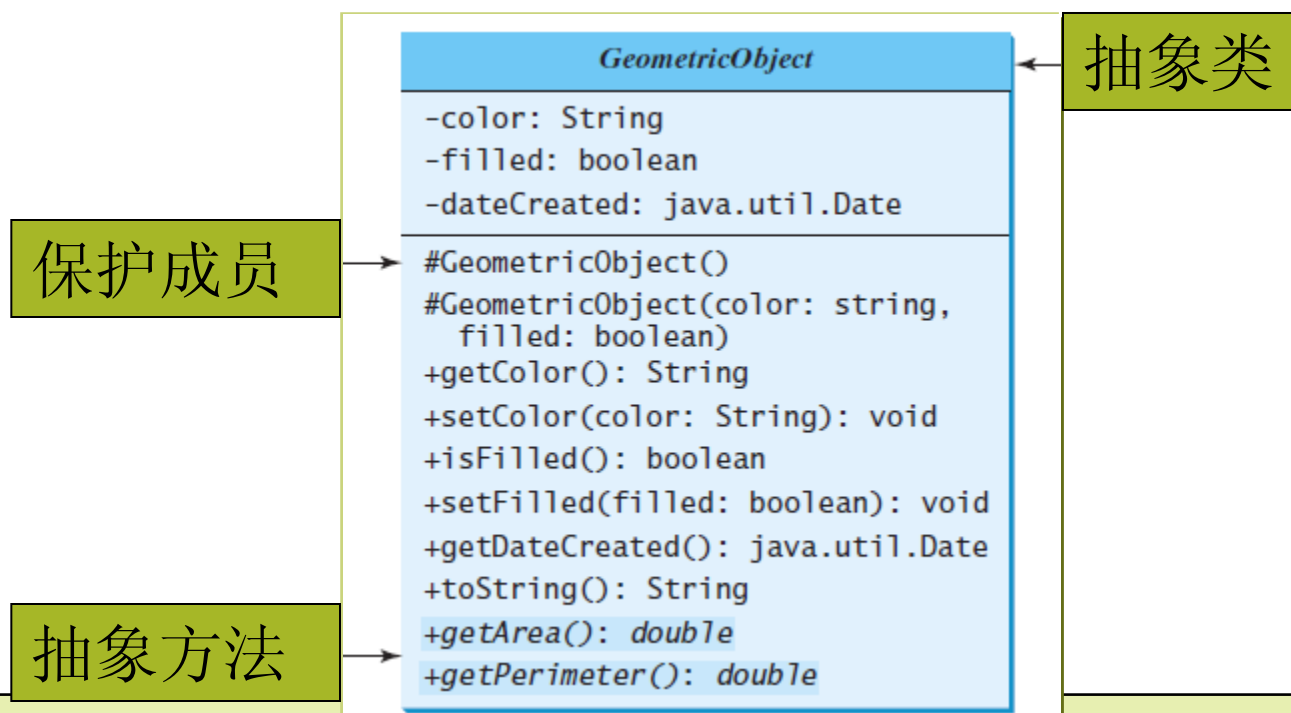 GeometricObject
抽象类
-color: String
-filled: boolean
-dateCreated: java.util.Date
保护成员
#GeometricObject()
#GeometricObject(color: string,
filled: boolean)
+getColor(): String
+setColor(color: String): void
+isFilled(): boolean
+setFilled(filled: boolean): void
+getDateCreated(): java.util.Date
+toString(): String
抽象方法
+getArea(): double
+getPerimeter(): double